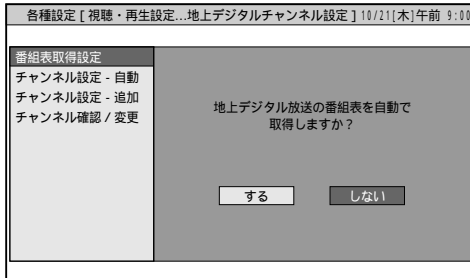 各種設定 [ 視聴・再生設定...地上デジタルチャンネル設定 ] 10/21[木]午前 9:00
番組表取得設定
チャンネル設定 - 自動
チャンネル設定 - 追加
チャンネル確認 / 変更
地上デジタル放送の番組表を自動で
取得しますか？
する
しない